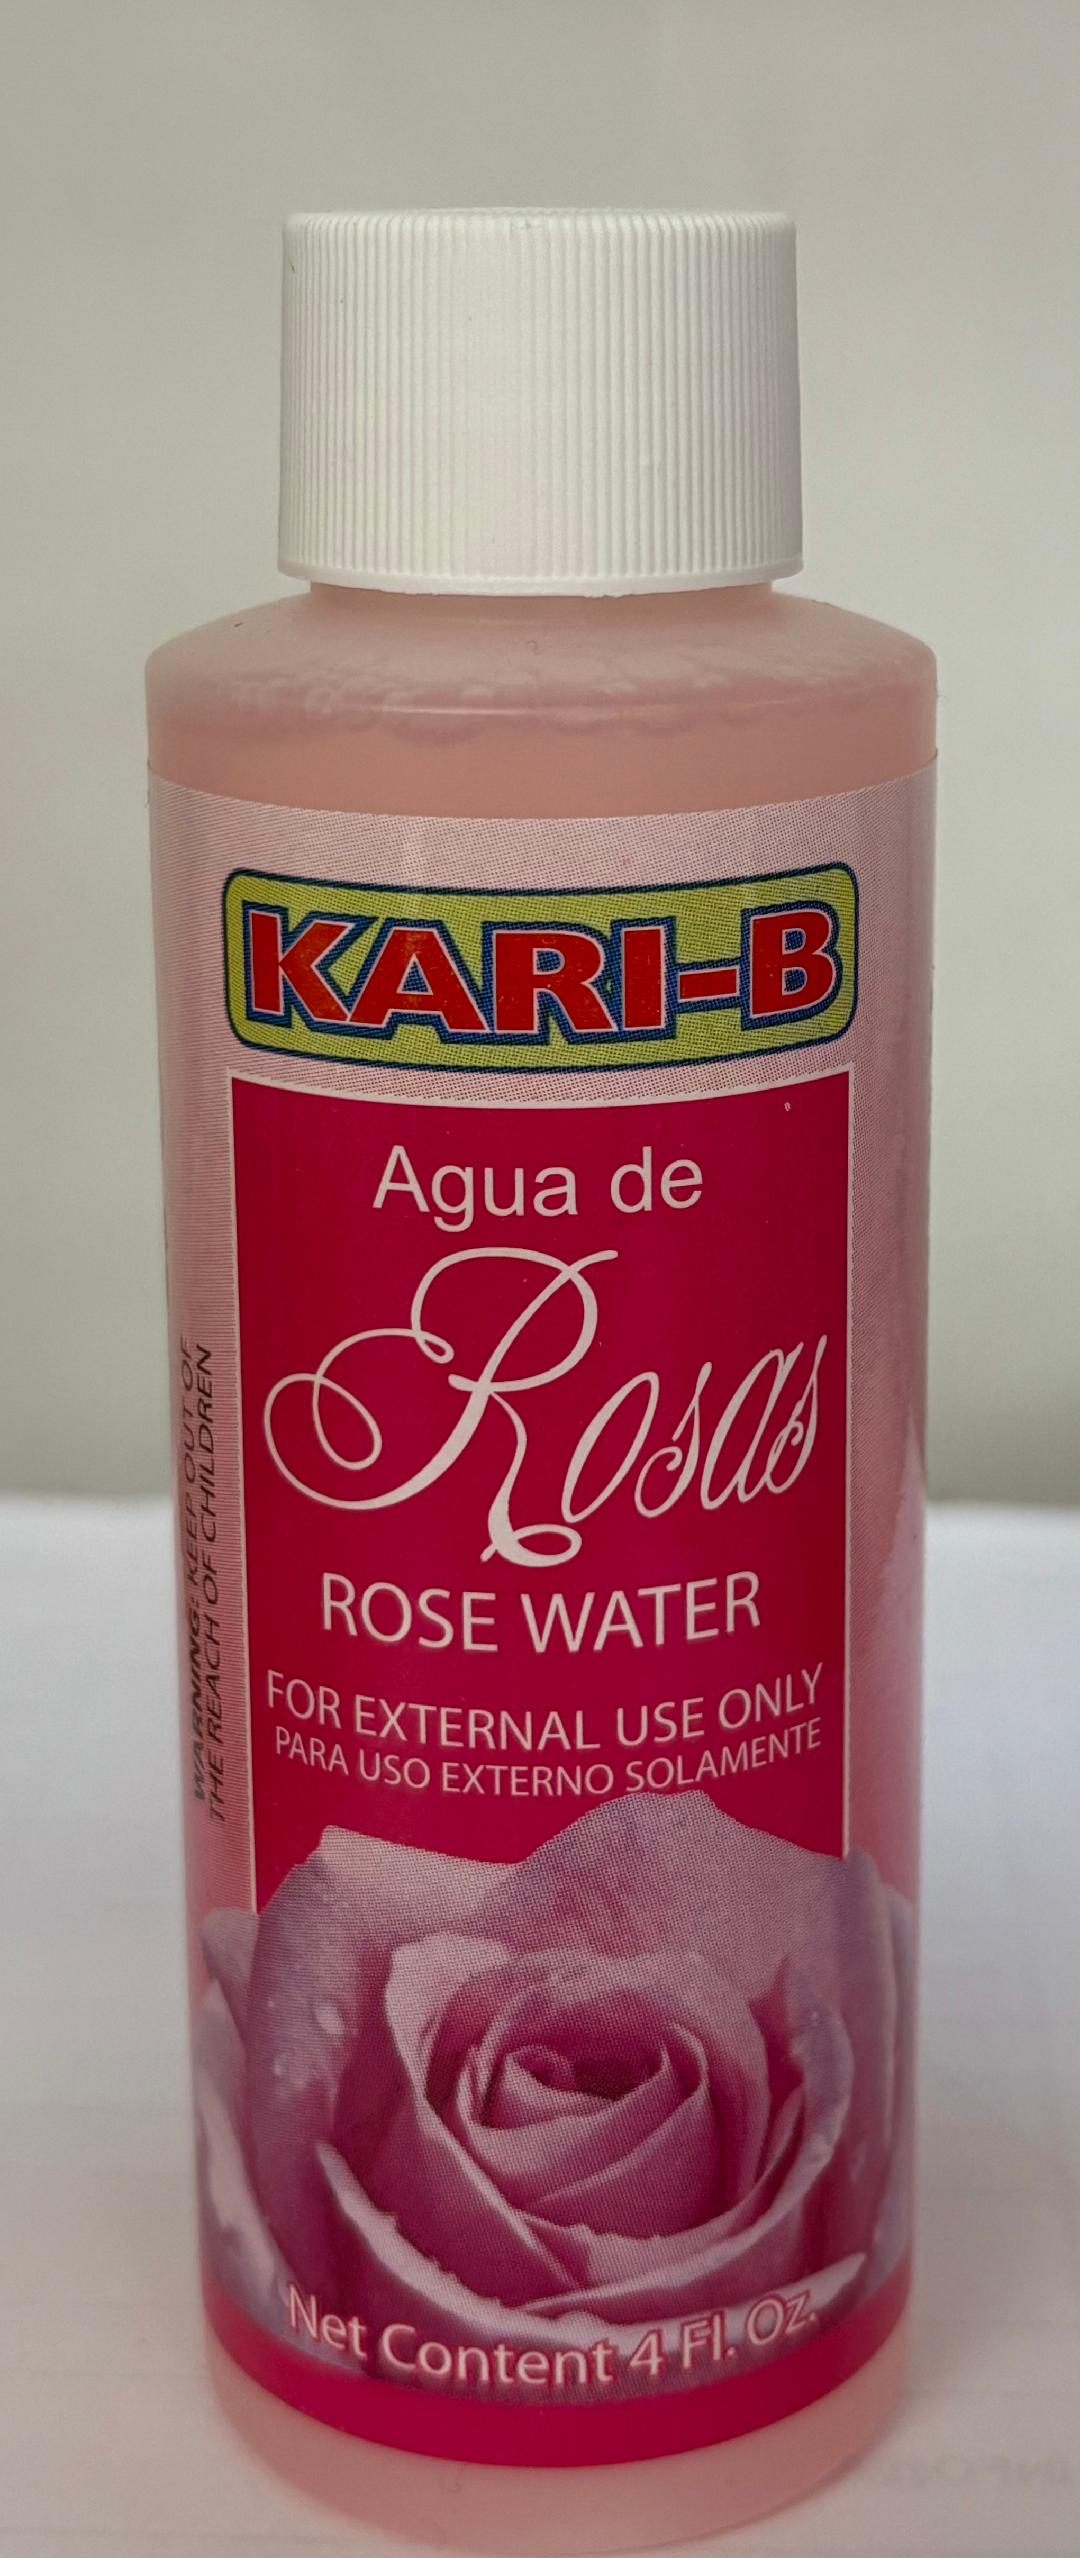 KARI-B
Agua de
Rosas
ROSE WATER
FOR EXTERNAL USE ONLY
PARA USO EXTERNO SOLAMENTE
Net Content 4 Fl. Oz.
WARNING: KEEP OUT OF
THE REACH OF CHILDREN